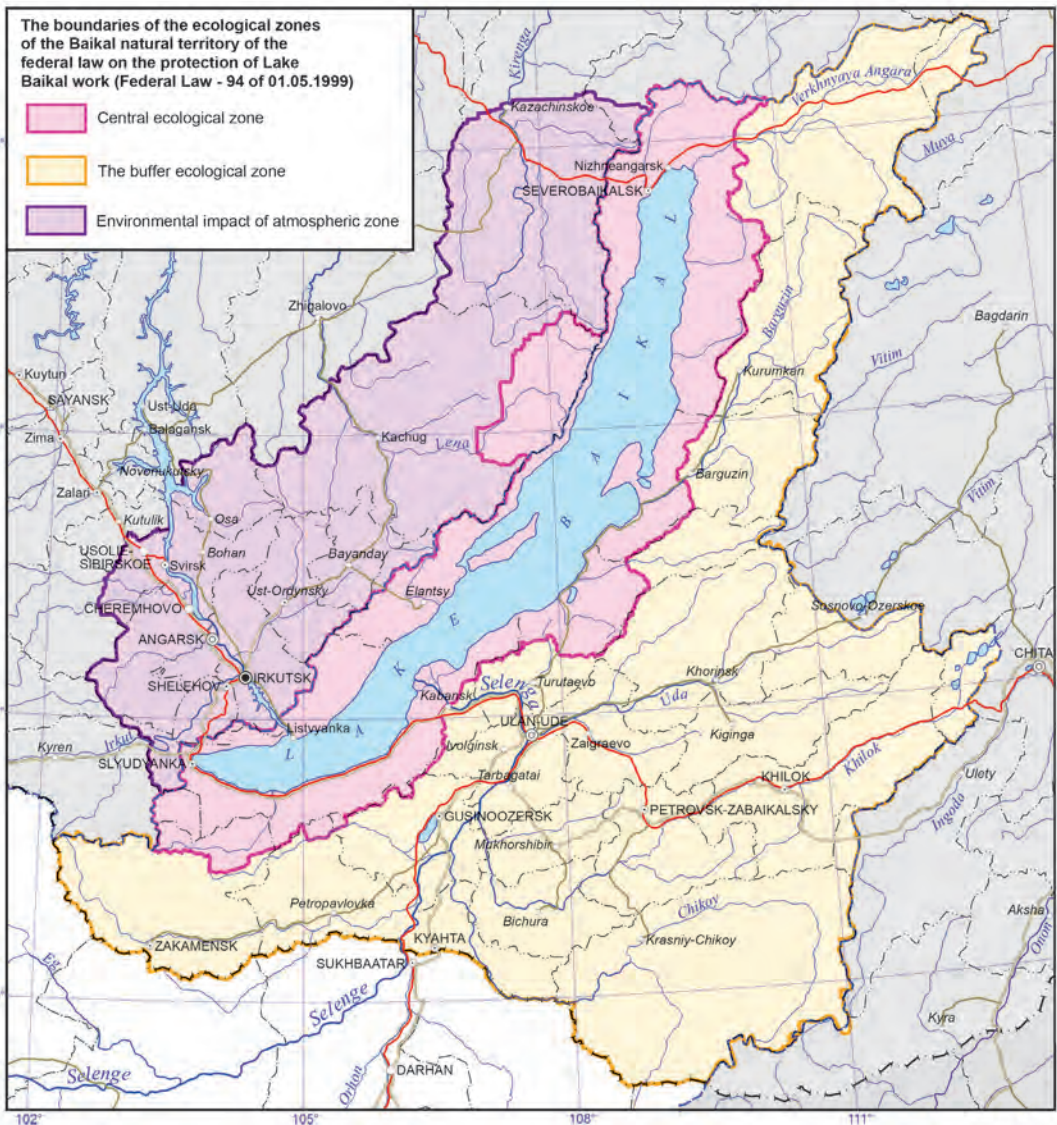 The boundaries of the ecological zones
of the Baikal natural territory of the
federal law on the protection of Lake
Baikal work (Federal Law - 94 of 01.05.1999)
Central ecological zone
The buffer ecological zone
Environmental impact of atmospheric zone
Kirenga
Verkhnyaya Angara
Kazachinskoe
Muya
Nizhneangarsk
SEVEROBAIKALSK
Zhigalovo
Barguzin
Bagdarin
Vitim
Kuytun
Kurumkan
SAYANSK
Ust-Uda
Balagansk
Zima
Kachug
Lena
Novonukutsky
Barguzin
Zalari
Vitim
Kutulik
Osa
USOLIE-
SIBIRSKOE
Bohan
Bayanday
Svirsk
Elantsy
Ust-Ordynsky
CHEREMHOVO
Sosnovo-Ozerskoe
ANGARSK
CHITA
SHELEHOV
IRKUTSK
Khorinsk
Turutaevo
Selenga
Kabansk
Uda
LAKE BAIKAL
Listvyanka
ULAN-UDE
Kiginga
Irkut
Kyren
Ivolginsk
Zaigraevo
SLYUDYANKA
Khilok
Tarbagatai
KHILOK
Ulety
GUSINOOZERSK
PETROVSK-ZABAIKALSKY
Ingodo
Mukhorshibir
Petropavlovka
Chikoy
Bichura
Aksha
ZAKAMENSK
KYAHTA
Krasniy-Chikoy
Onon
SUKHBAATAR
Eg
Selenge
Kyra
Selenge
DARHAN
Orhon
102°
105°
108°
111°